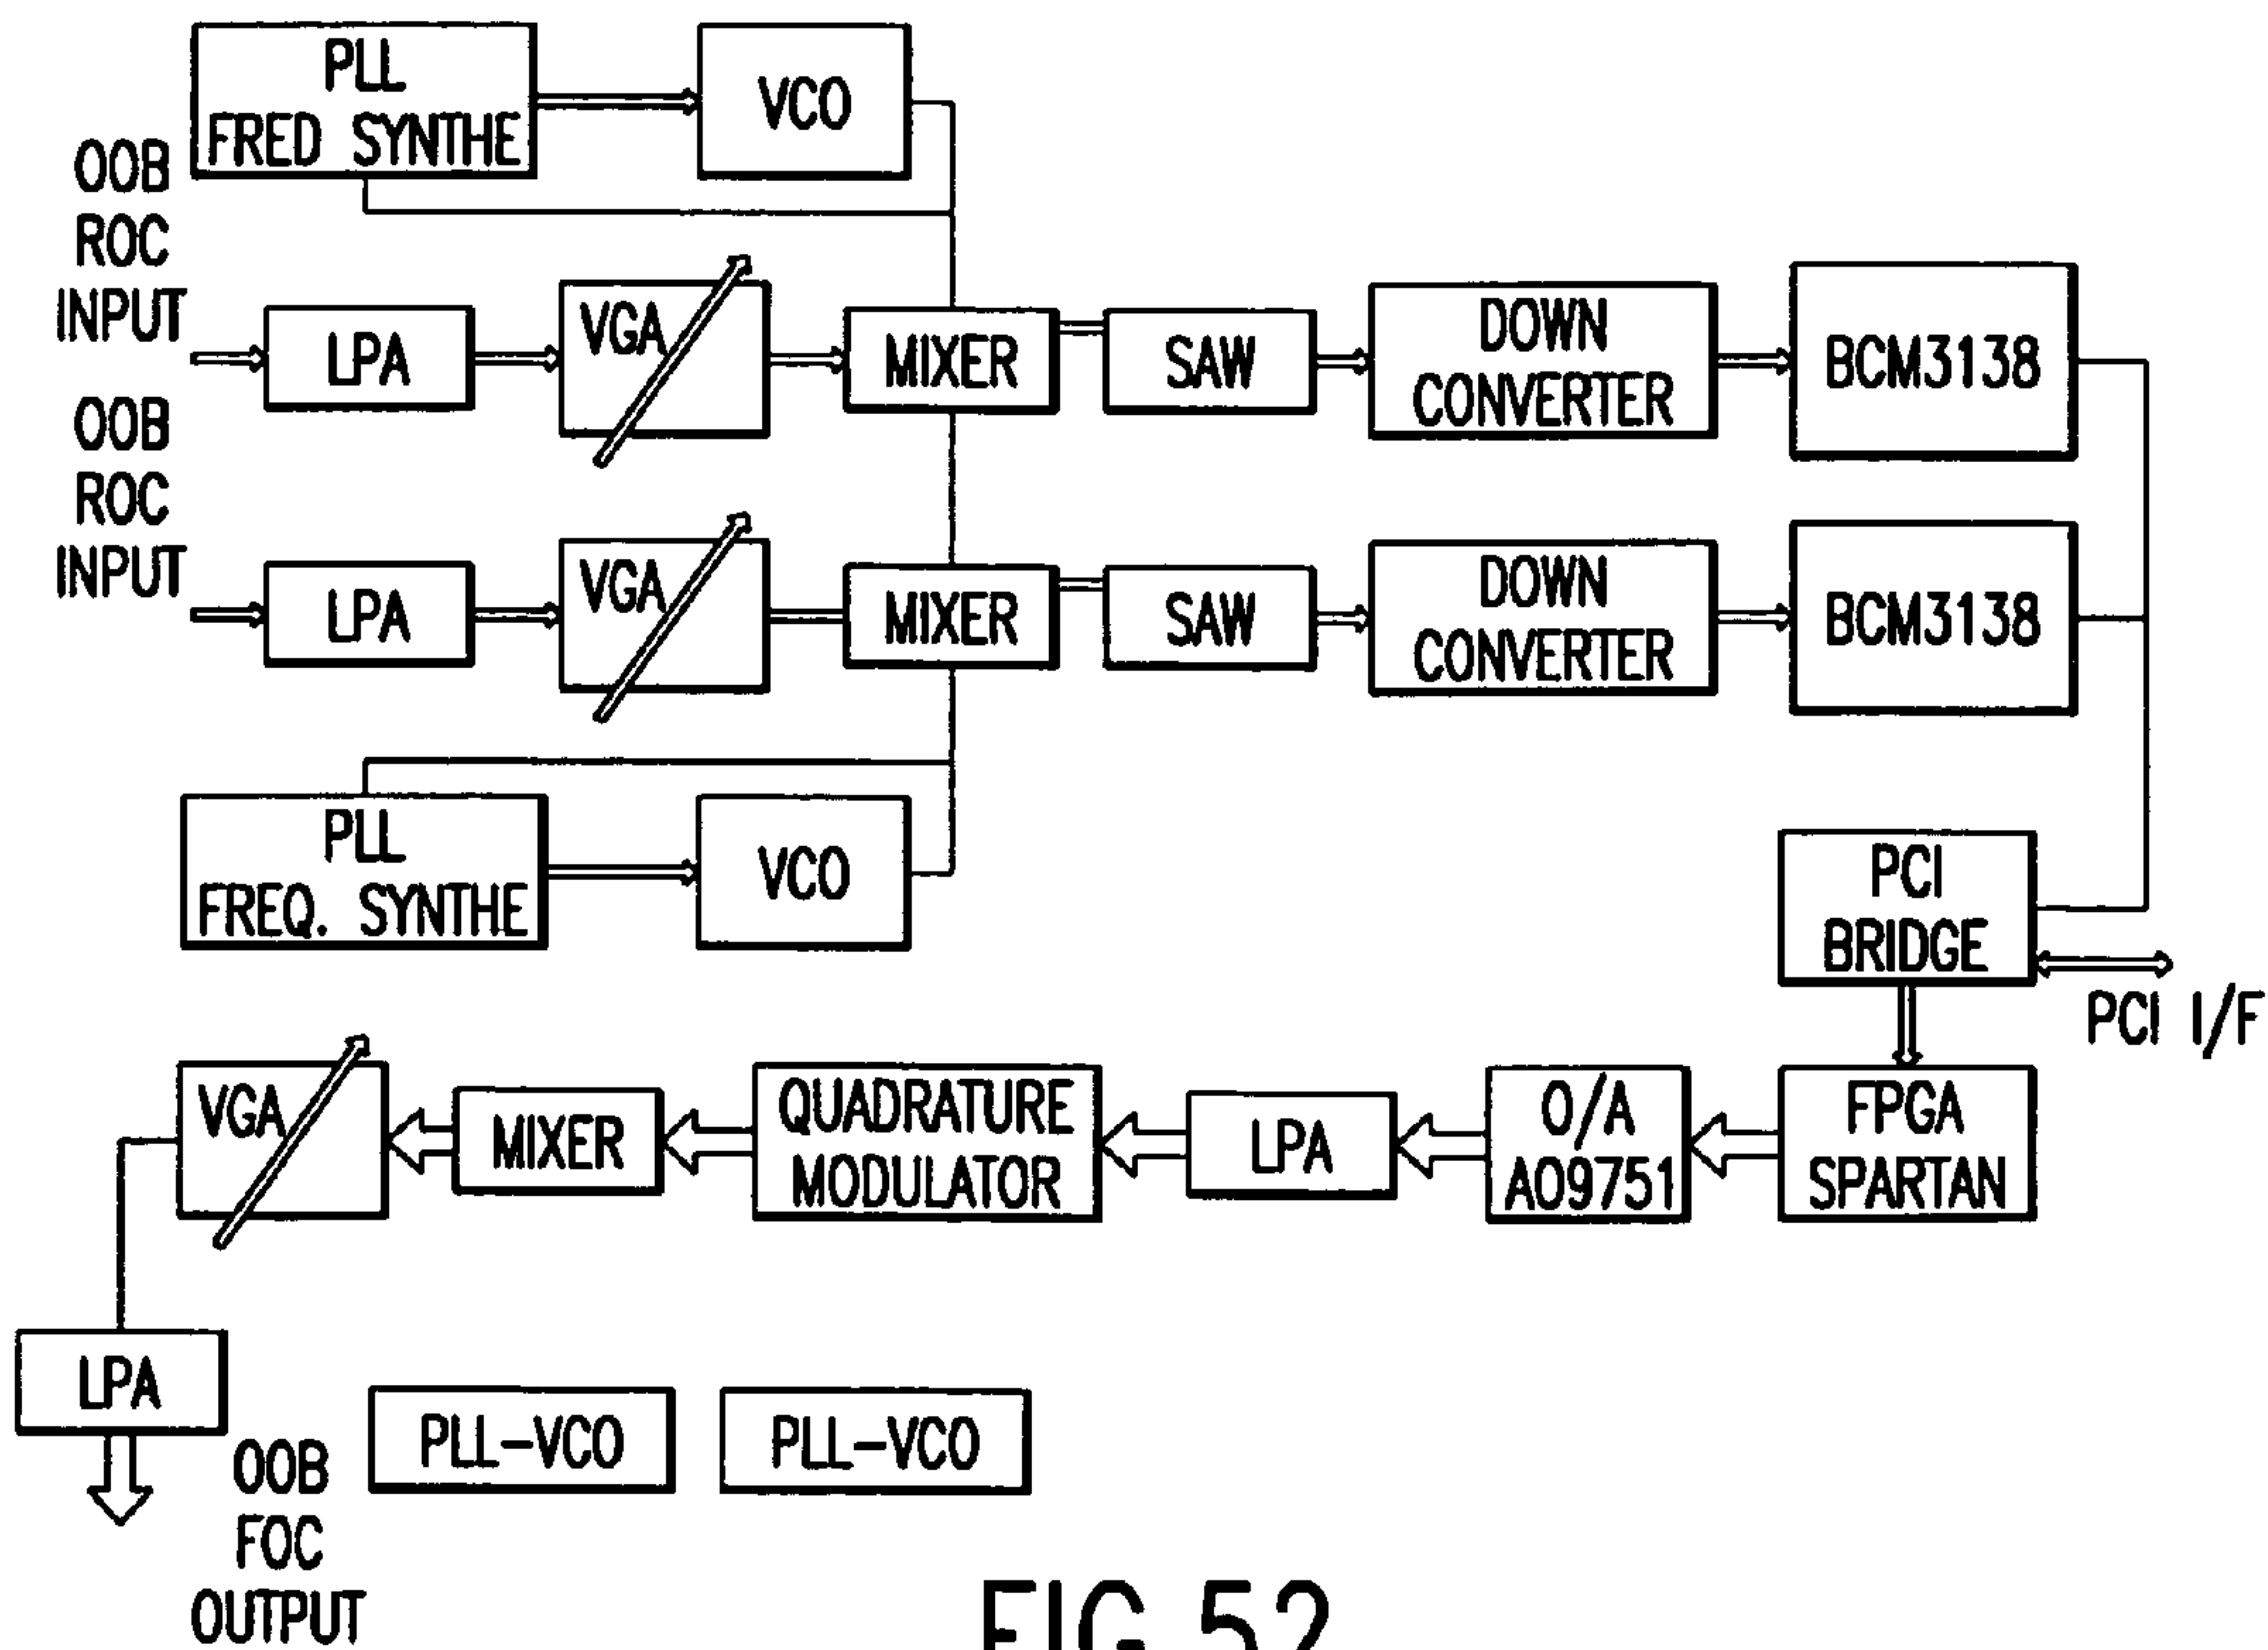 PLL
FRED SYNTHE
VCO
OOB
ROC
INPUT
LPA
VGA
MIXER
SAW
DOWN
CONVERTER
BCM3138
OOB
ROC
INPUT
LPA
VGA
MIXER
SAW
DOWN
CONVERTER
BCM3138
PLL
FREQ. SYNTHE
VCO
PCI
BRIDGE
PCI I/F
VGA
MIXER
QUADRATURE
MODULATOR
LPA
O/A
AO9751
FPGA
SPARTAN
LPA
OOB
FOC
OUTPUT
PLL-VCO
PLL-VCO
FIG.52